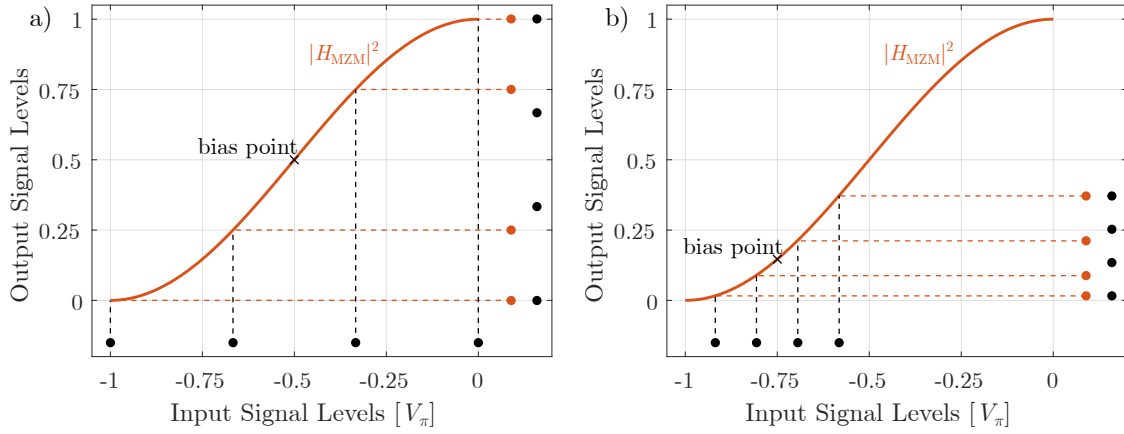 a)
Output Signal Levels
1
0.75
0.5
0.25
0
|H_MZM|^2
bias point
-1
-0.75
-0.5
-0.25
0
Input Signal Levels [V_π]
b)
Output Signal Levels
1
0.75
0.5
0.25
0
|H_MZM|^2
bias point
-1
-0.75
-0.5
-0.25
0
Input Signal Levels [V_π]